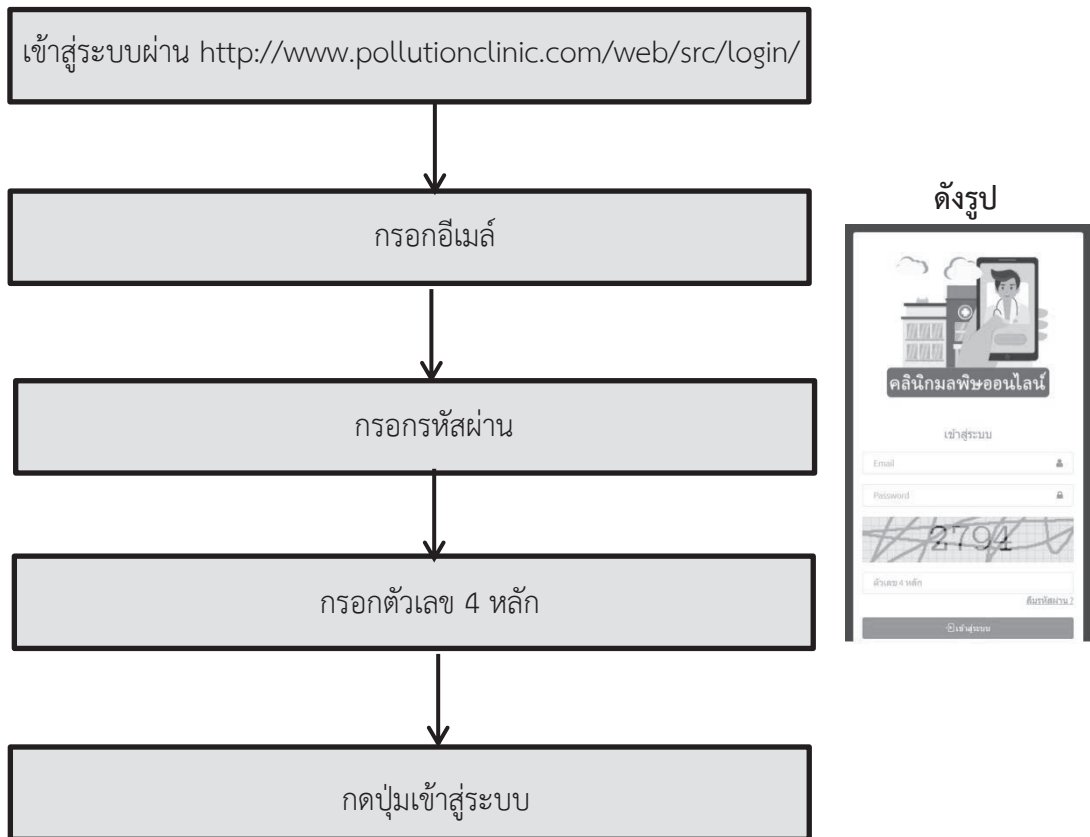 เข้าสู่ระบบผ่าน http://www.pollutionclinic.com/web/src/login/
กรอกอีเมล์
กรอกรหัสผ่าน
กรอกตัวเลข 4 หลัก
กดปุ่มเข้าสู่ระบบ
ดังรูป
คลินิกมลพิษออนไลน์
เข้าสู่ระบบ
Email
Password
2794
ตัวเลข 4 หลัก
ลืมรหัสผ่าน ?
เข้าสู่ระบบ